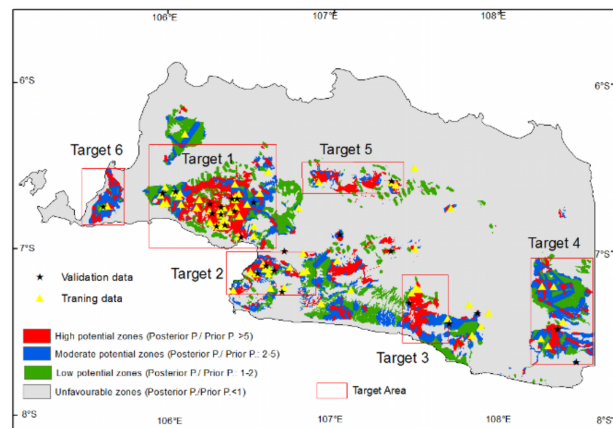 106°E
107°E
108°E
6°S
6°S
Target 6
Target 1
Target 5
7°S
7°S
Target 2
Target 4
Validation data
Traning data
Target 3
High potential zones (Posterior P./ Prior P. >5)
Moderate potential zones (Posterior P./ Prior P.: 2-5)
Low potential zones (Posterior P./ Prior P.: 1-2)
Unfavourable zones (Posterior P./Prior P.<1)
Target Area
8°S
8°S
106°E
107°E
108°E